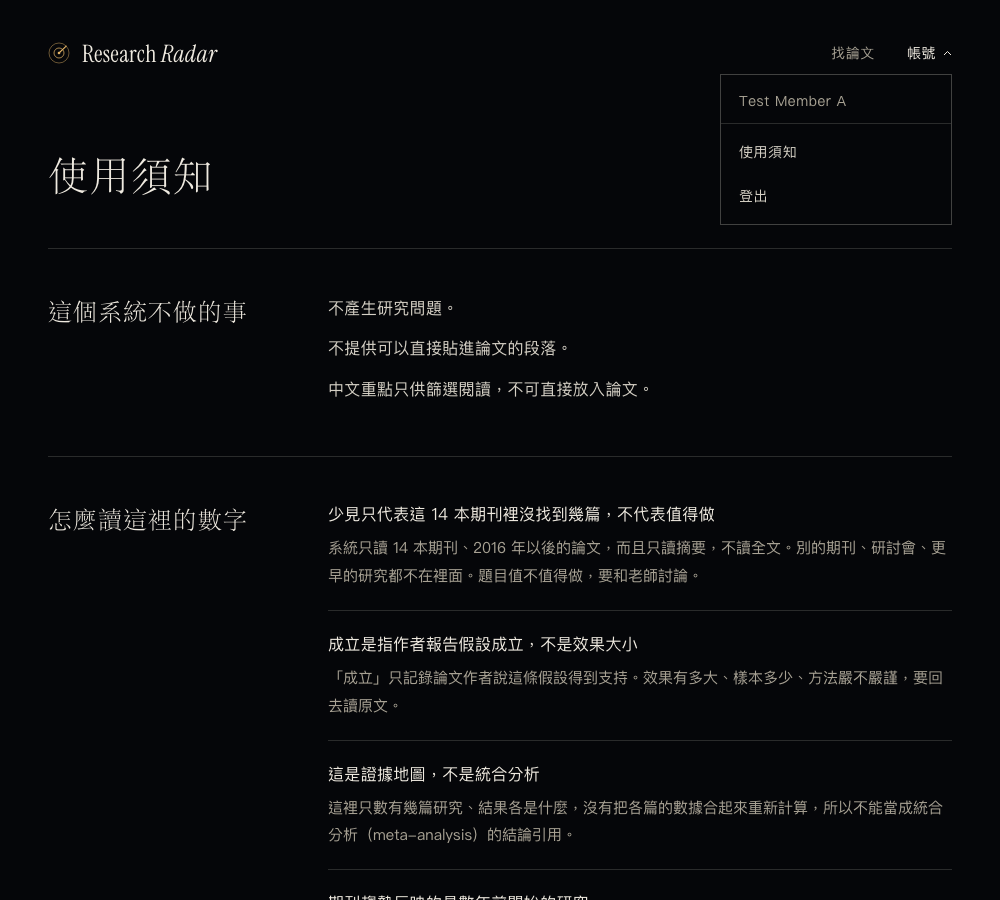 Research Radar
找論文
帳號
Test Member A
使用須知
登出
使用須知
這個系統不做的事
不產生研究問題。
不提供可以直接貼進論文的段落。
中文重點只供篩選閱讀，不可直接放入論文。
怎麼讀這裡的數字
少見只代表這 14 本期刊裡沒找到幾篇，不代表值得做
系統只讀 14 本期刊、2016 年以後的論文，而且只讀摘要，不讀全文。別的期刊、研討會、更
早的研究都不在裡面。題目值不值得做，要和老師討論。
成立是指作者報告假設成立，不是效果大小
「成立」只記錄論文作者說這條假設得到支持。效果有多大、樣本多少、方法嚴不嚴謹，要回
去讀原文。
這是證據地圖，不是統合分析
這裡只數有幾篇研究、結果各是什麼，沒有把各篇的數據合起來重新計算，所以不能當成統合
分析（meta-analysis）的結論引用。